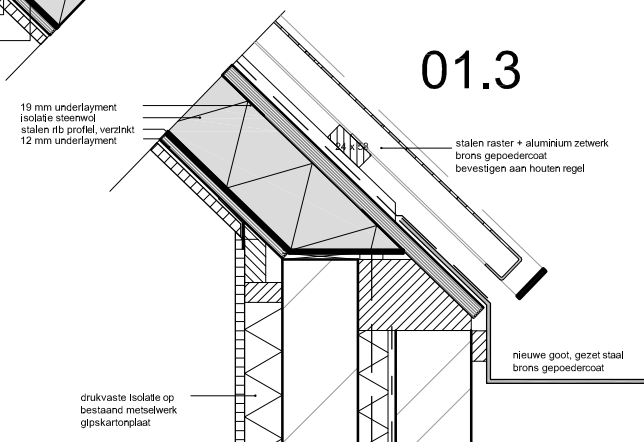 01.3
19 mm underlayment
isolatie steenwol
stalen rib profiel, verzinkt
12 mm underlayment
24 x 58
stalen raster + aluminium zetwerk
brons gepoedercoat
bevestigen aan houten regel
nieuwe goot, gezet staal
brons gepoedercoat
drukvaste isolatie op
bestaand metselwerk
gipskartonplaat